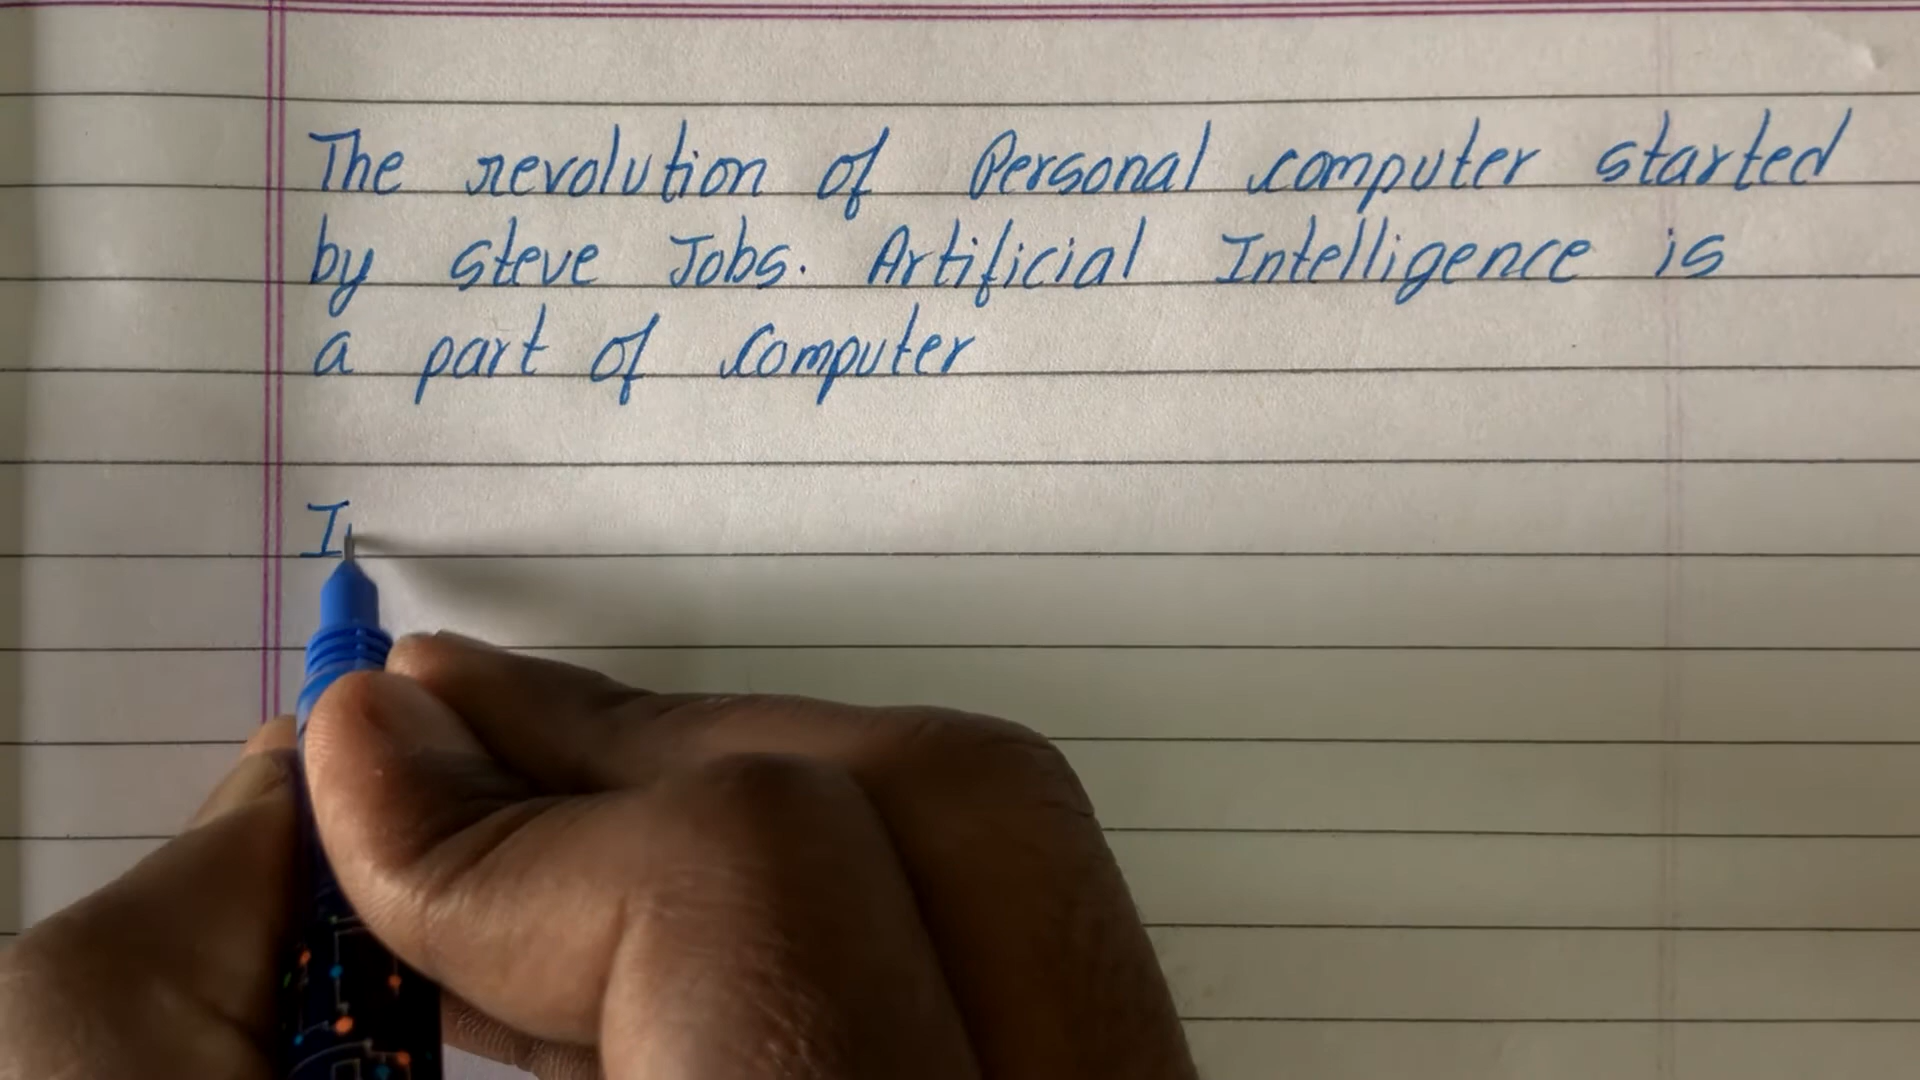 The revolution of Personal computer started
by steve Jobs. Artificial Intelligence is
a part of Computer
I